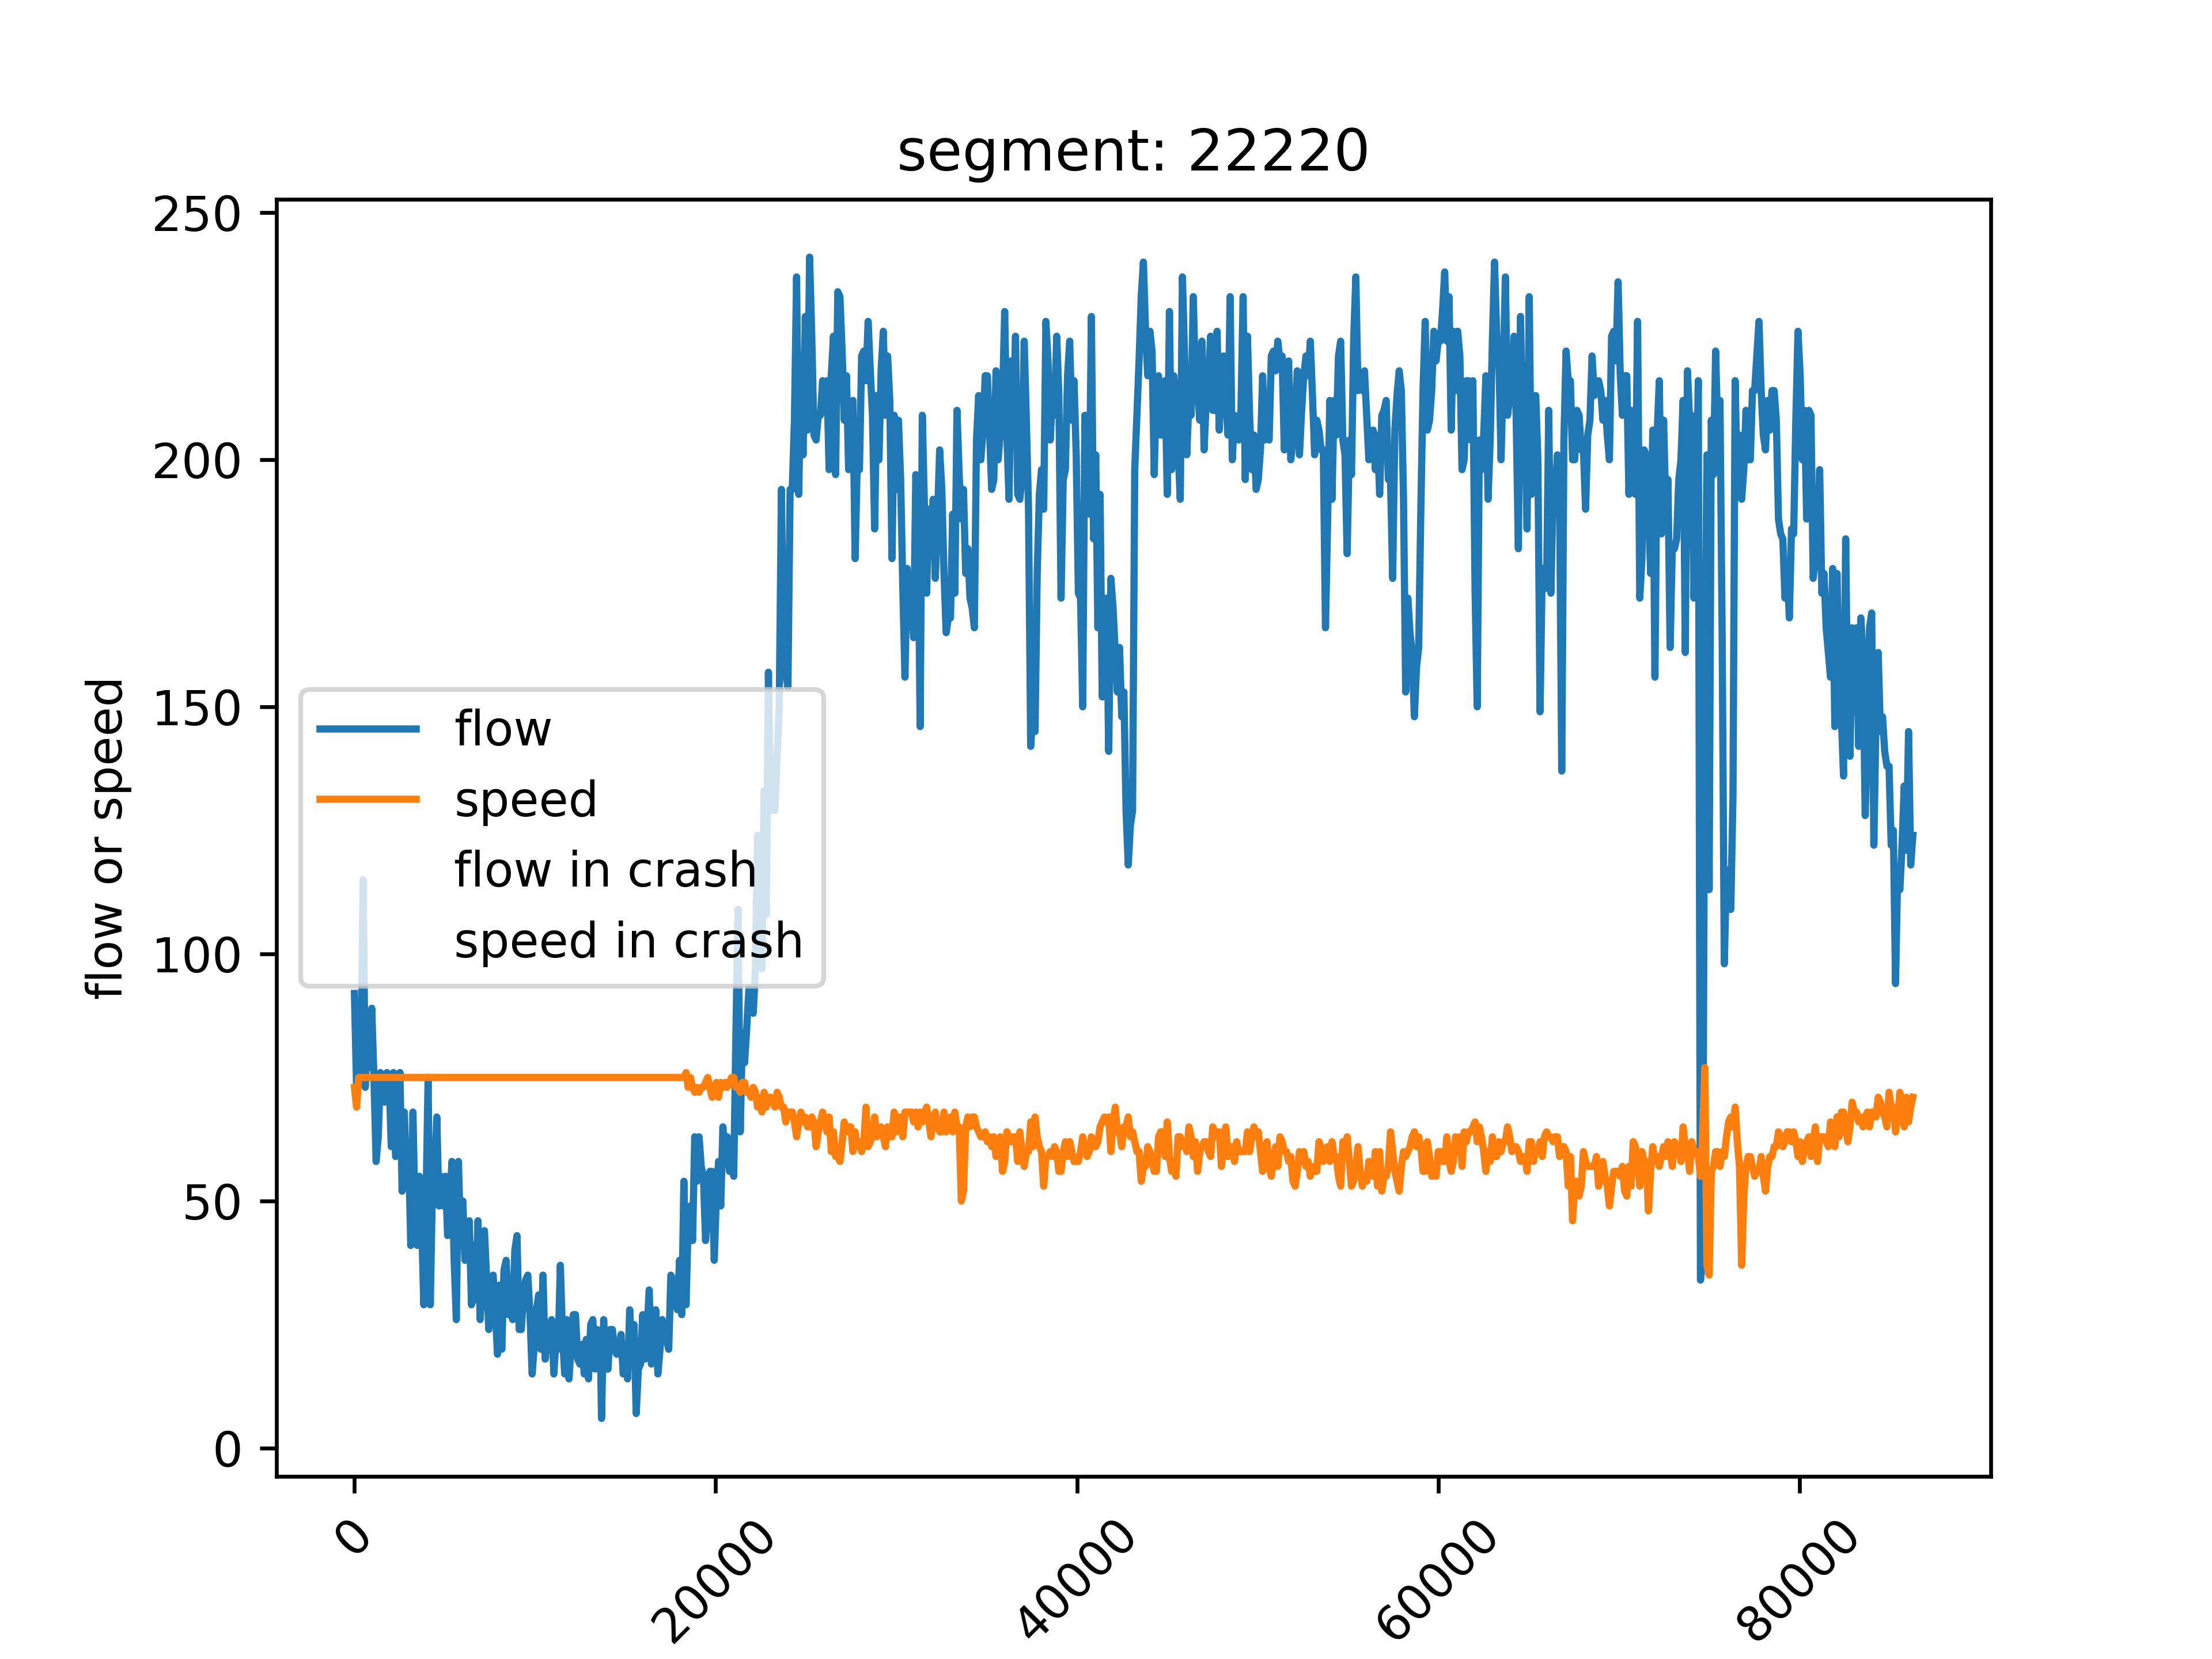 segment: 22220
250
200
150
100
50
0
flow or speed
flow
speed
flow in crash
speed in crash
0
20000
40000
60000
80000